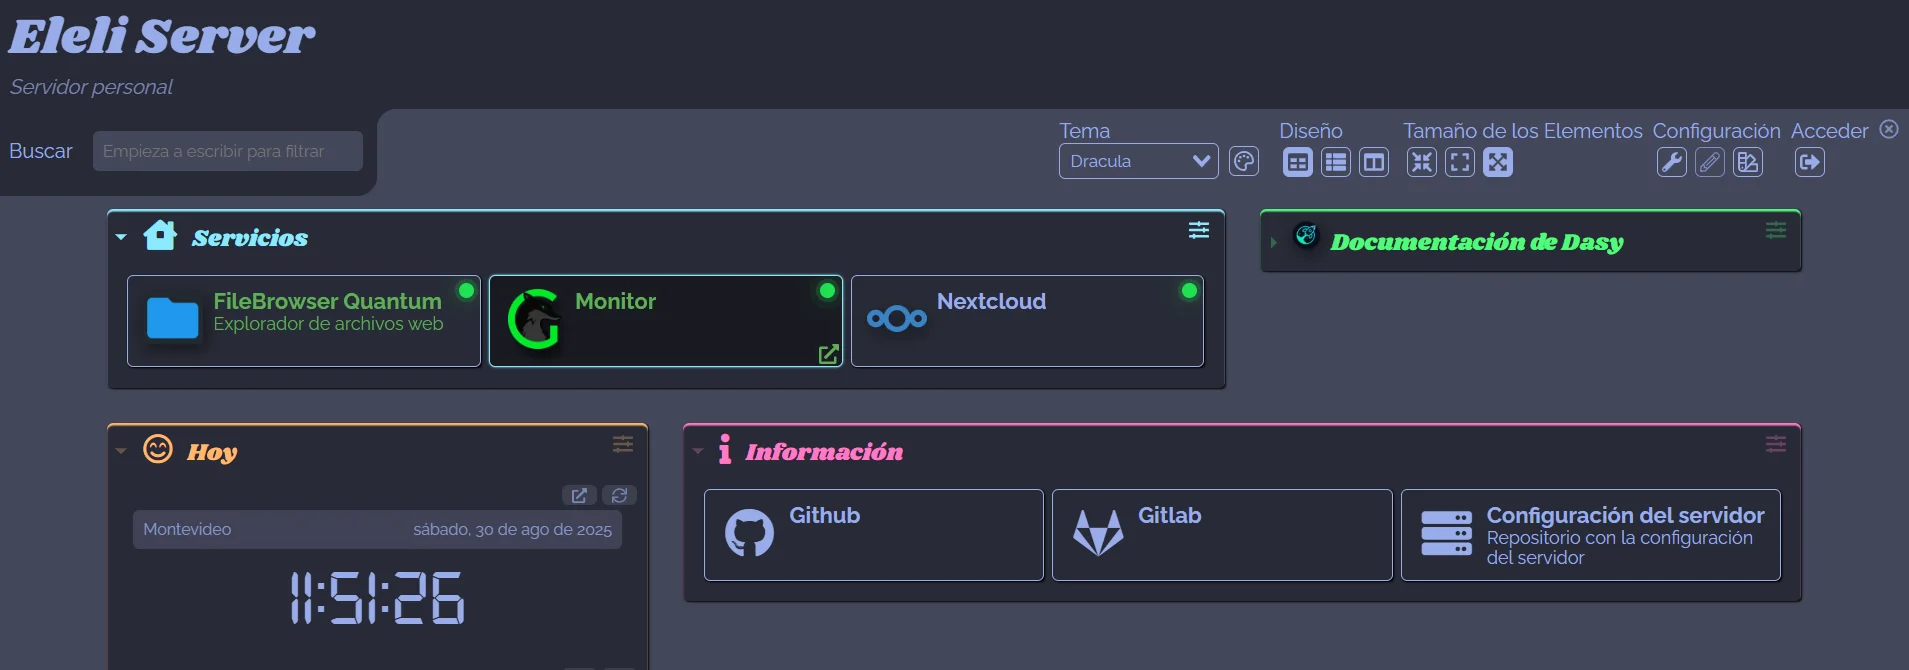 Eleli Server
Servidor personal
Buscar
Empieza a escribir para filtrar
Tema
Dracula
Diseño
Tamaño de los Elementos
Configuración
Acceder
Servicios
FileBrowser Quantum
Explorador de archivos web
Monitor
Nextcloud
Documentación de Dasy
Hoy
Montevideo
sábado, 30 de ago de 2025
11:51:26
Información
Github
Gitlab
Configuración del servidor
Repositorio con la configuración
del servidor